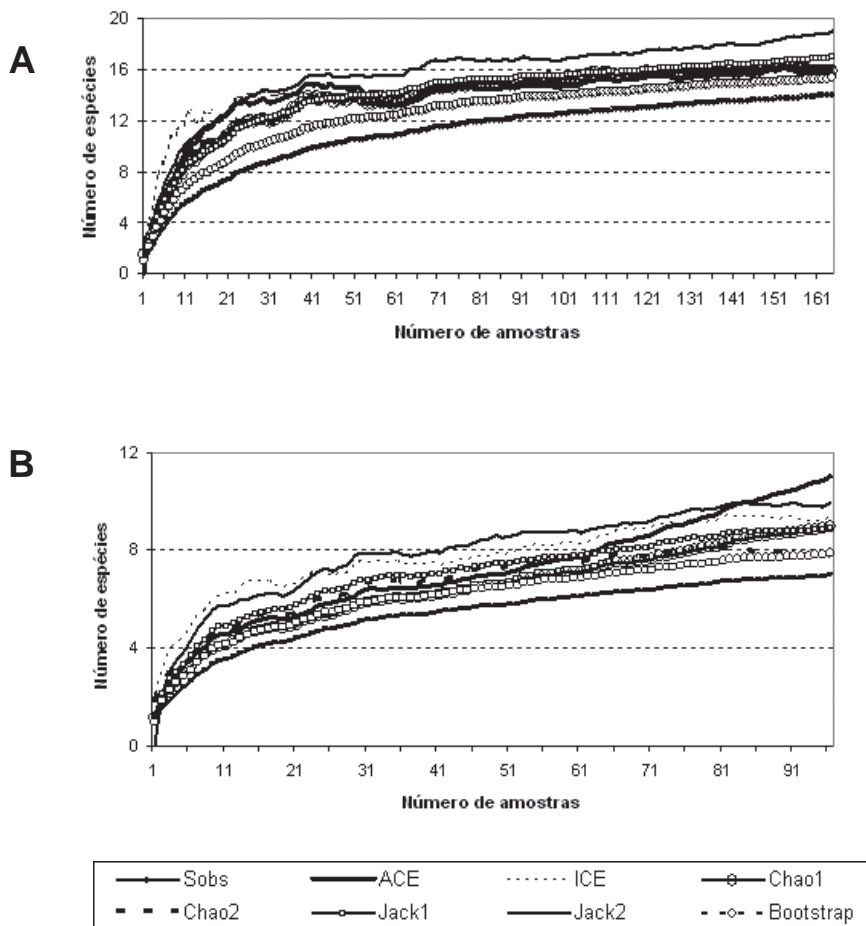 A
Número de espécies
20
16
12
8
4
0
1 11 21 31 41 51 61 71 81 91 101 111 121 131 141 151 161
Número de amostras
B
Número de espécies
12
8
4
0
1 11 21 31 41 51 61 71 81 91
Número de amostras
Sobs ACE ICE Chao1
Chao2 Jack1 Jack2 Bootstrap